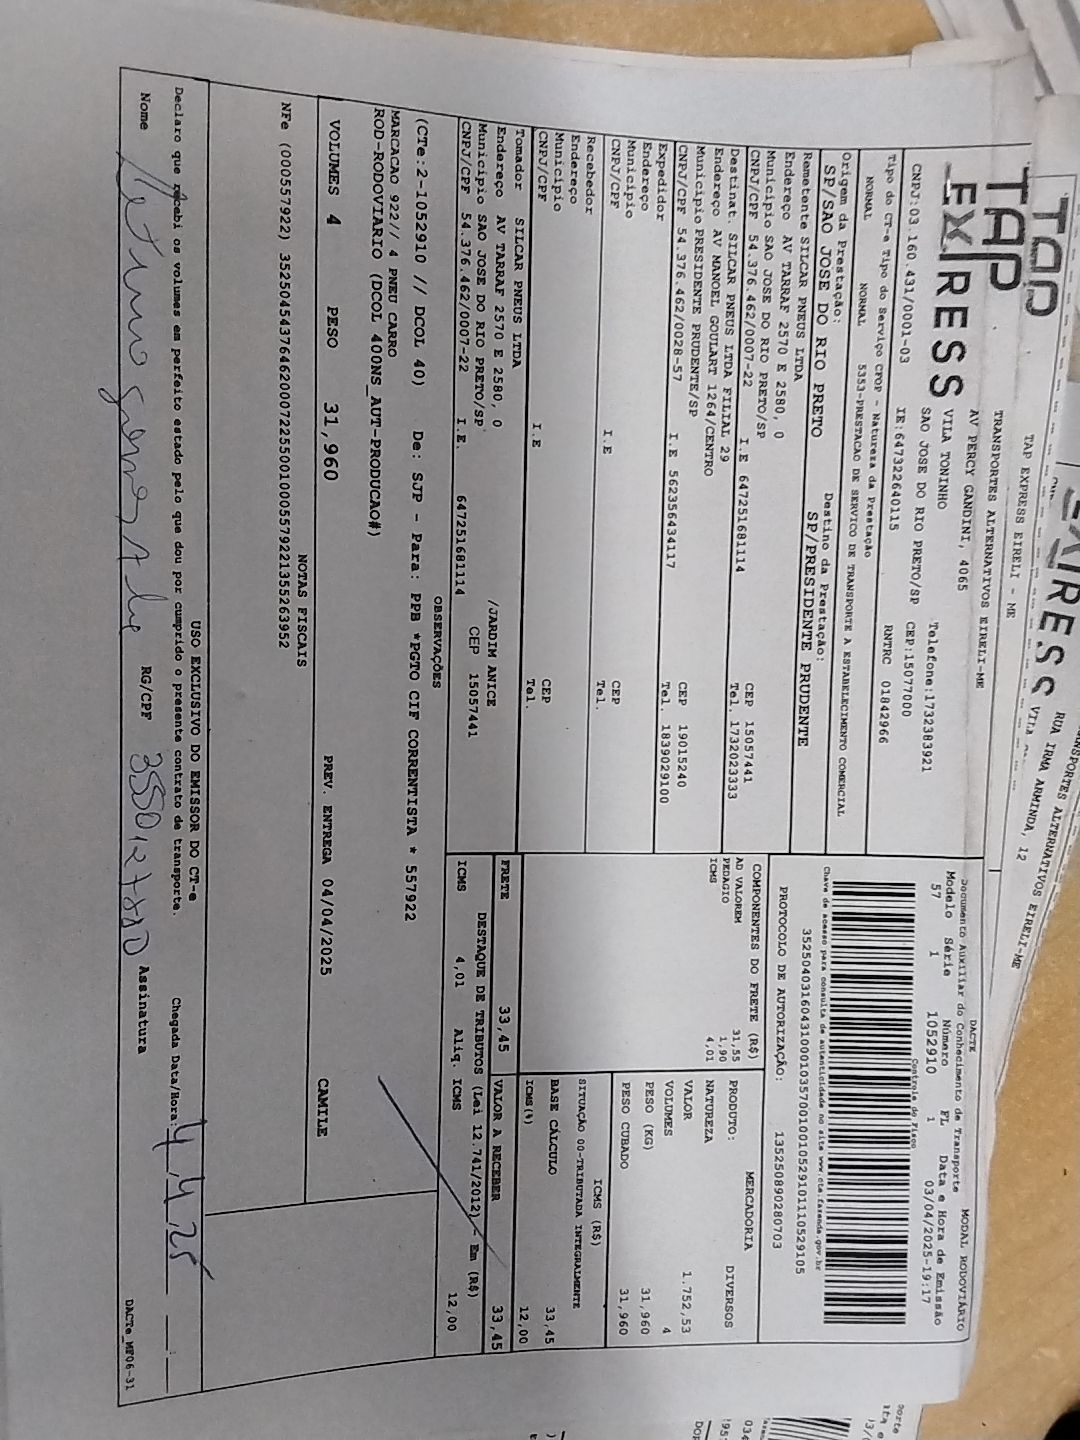 TAP
EXPRESS
TRANSPORTES ALTERNATIVOS EIRELI-ME
AV PERCY GANDINI, 4065
VILA TONINHO
SAO JOSE DO RIO PRETO/SP
Telefone:1732383921
CEP:15077000
CNPJ:03.160.431/0001-03 IE:647322640115 RNTRC 01842966
Tipo do CT-e Tipo do Serviço CFOP - Natureza da Prestação
NORMAL NORMAL 5353-PRESTACAO DE SERVICO DE TRANSPORTE A ESTABELECIMENTO COMERCIAL
Origem da Prestação: Destino da Prestação:
SP/SAO JOSE DO RIO PRETO SP/PRESIDENTE PRUDENTE
Remetente SILCAR PNEUS LTDA
Endereço AV TARRAF 2570 E 2580, 0
Municipio SAO JOSE DO RIO PRETO/SP CEP 15057441
CNPJ/CPF 54.376.462/0007-22 I.E 647251681114 Tel. 1732023333
Destinat. SILCAR PNEUS LTDA FILIAL 29
Endereço AV MANOEL GOULART 1264/CENTRO
Municipio PRESIDENTE PRUDENTE/SP CEP 19015240
CNPJ/CPF 54.376.462/0028-57 I.E 562356434117 Tel. 1839029100
Expedidor
Endereço
Municipio CEP
CNPJ/CPF I.E Tel.
Recebedor
Endereço
Municipio CEP
CNPJ/CPF I.E Tel.
Tomador SILCAR PNEUS LTDA
Endereço AV TARRAF 2570 E 2580, 0 /JARDIM ANICE
Municipio SAO JOSE DO RIO PRETO/SP CEP 15057441
CNPJ/CPF 54.376.462/0007-22 I.E. 647251681114
DACTE MODAL RODOVIÁRIO
Documento Auxiliar do Conhecimento de Transporte
Modelo Série Número FL Data e Hora de Emissão
57 1 1052910 1 03/04/2025-19:17
Controle do Fisco
Chave de acesso para consulta de autenticidade no site www.cte.fazenda.gov.br
35250403160431000103570010010529101110529105
PROTOCOLO DE AUTORIZAÇÃO: 135250890280703
COMPONENTES DO FRETE (R$)
AD VALOREM 31,55
PEDAGIO 1,90
ICMS 4,01
FRETE 33,45
MERCADORIA
PRODUTO: DIVERSOS
NATUREZA
VALOR 1.752,53
VOLUMES 4
PESO (KG) 31,960
PESO CUBADO 31,960
ICMS (R$)
SITUAÇÃO 00-TRIBUTADA INTEGRALMENTE
BASE CÁLCULO 33,45
ICMS(%) 12,00
VALOR A RECEBER 33,45
DESTAQUE DE TRIBUTOS (Lei 12.741/2012) - Em (R$)
ICMS 4,01 Aliq. ICMS 12,00
OBSERVAÇÕES
(CTe:2-1052910 // DCOL 40) De: SJP - Para: PPB *PGTO CIF CORRENTISTA * 557922
MARCACAO 922// 4 PNEU CARRO
ROD-RODOVIARIO (DCOL 400NS_AUT-PRODUCAO#)
VOLUMES 4 PESO 31,960 PREV. ENTREGA 04/04/2025 CAMILE
NOTAS FISCAIS
NFe (000557922) 35250454376462000722550010005579221355263952
USO EXCLUSIVO DO EMISSOR DO CT-e
Declaro que recebi os volumes em perfeito estado pelo que dou por cumprido o presente contrato de transporte. Chegada Data/Hora: 4 4 25
Nome RG/CPF Assinatura
DACTe_MF06-31